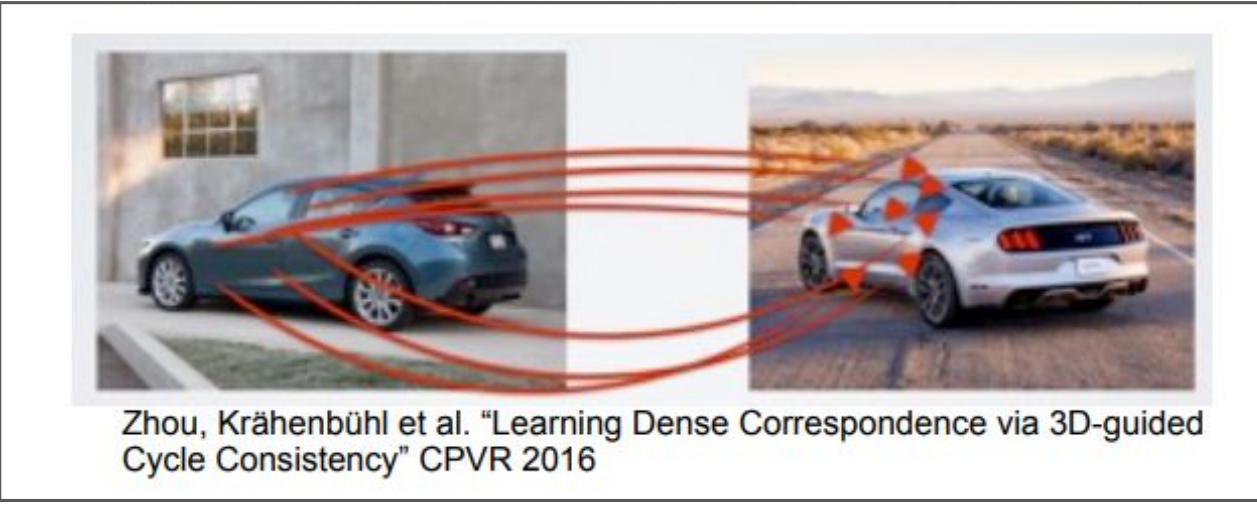 Zhou, Krähenbühl et al. “Learning Dense Correspondence via 3D-guided
Cycle Consistency” CPVR 2016